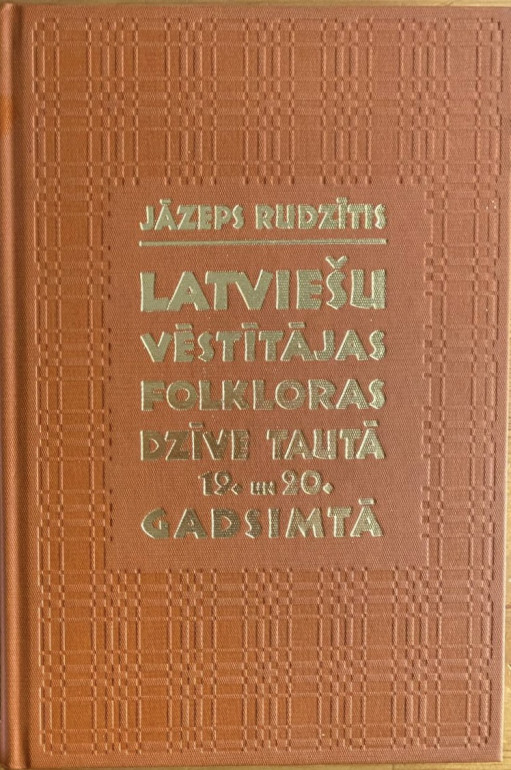 JĀZEPS RUDZĪTIS
LATVIEŠU
VĒSTĪTĀJAS
FOLKLORAS
DZĪVE TAUTĀ
19. UN 20.
GADSIMTĀ